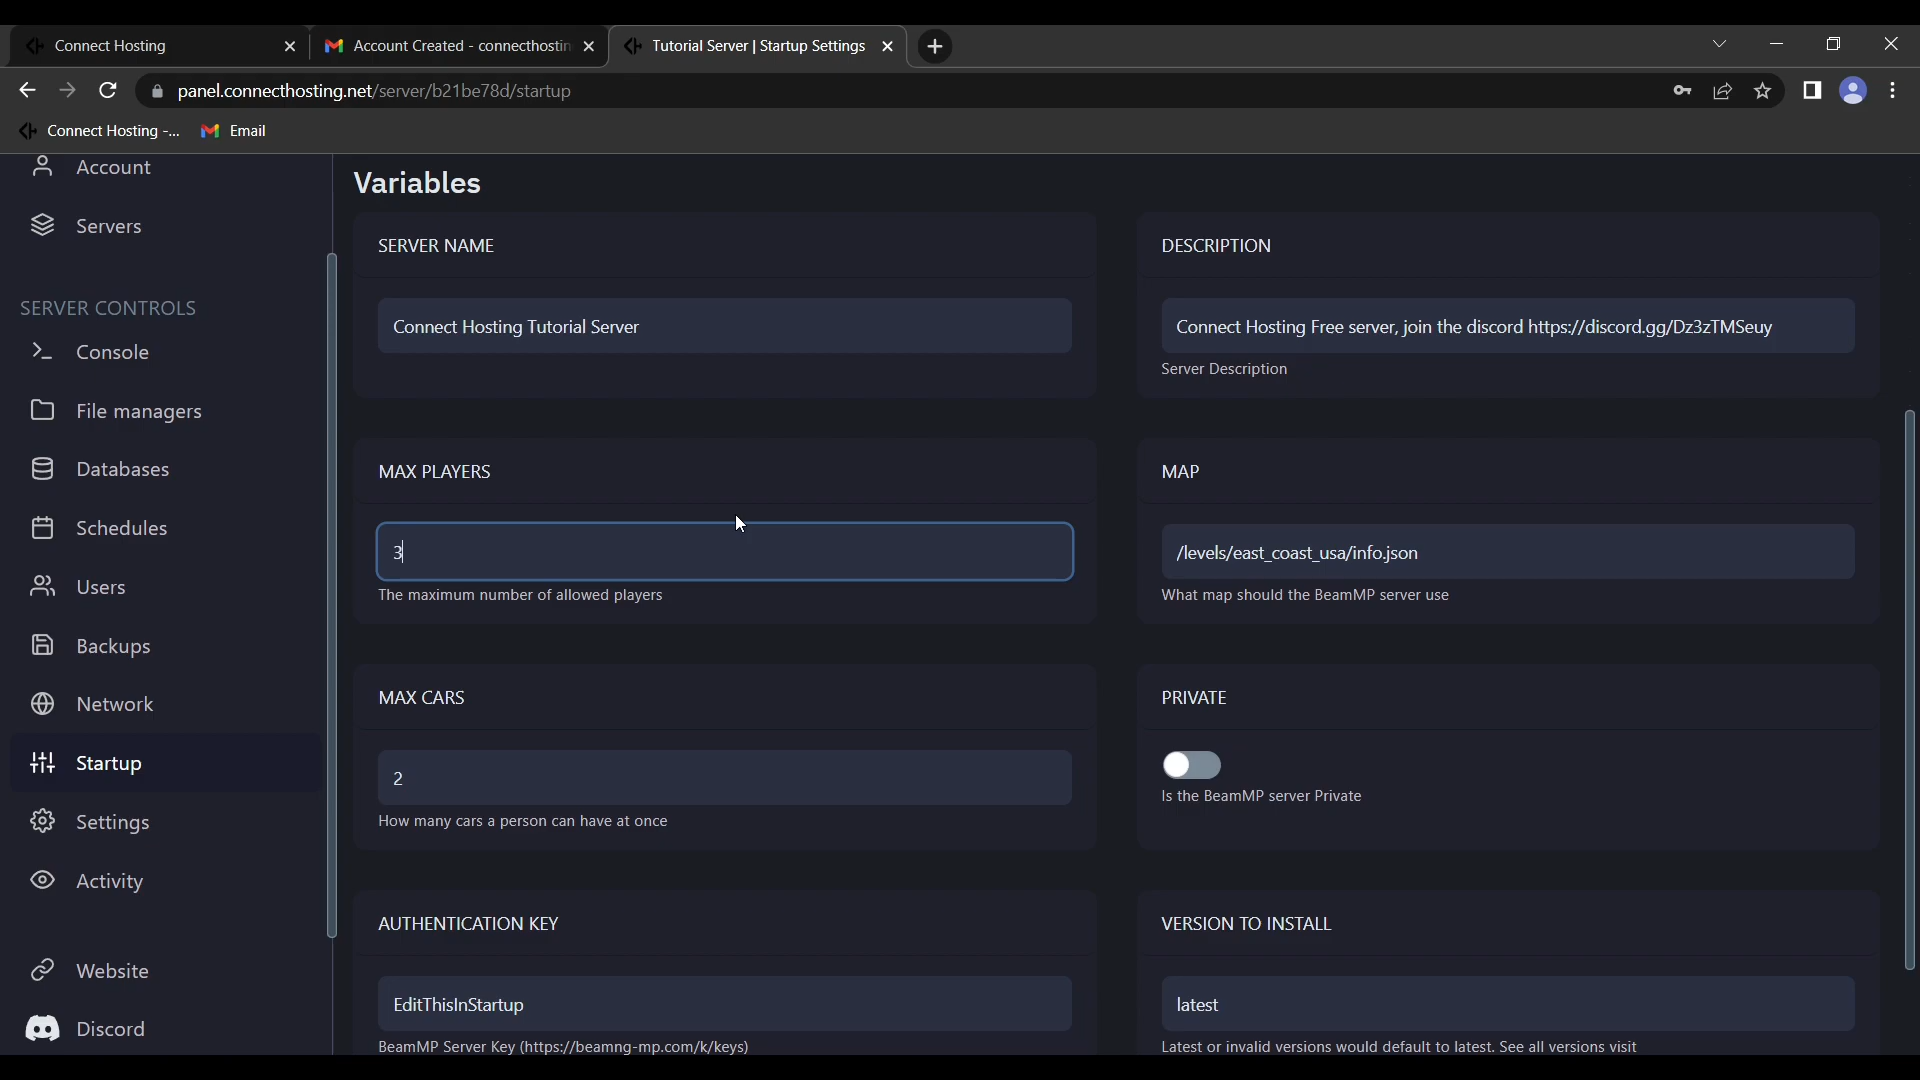 Connect Hosting
Account Created - connecthostin
Tutorial Server | Startup Settings
panel.connecthosting.net/server/b21be78d/startup
Connect Hosting -...
Email
Account
Servers
SERVER CONTROLS
Console
File managers
Databases
Schedules
Users
Backups
Network
Startup
Settings
Activity
Website
Discord
Variables
SERVER NAME
Connect Hosting Tutorial Server
DESCRIPTION
Connect Hosting Free server, join the discord https://discord.gg/Dz3zTMSeuy
Server Description
MAX PLAYERS
3
The maximum number of allowed players
MAP
/levels/east_coast_usa/info.json
What map should the BeamMP server use
MAX CARS
2
How many cars a person can have at once
PRIVATE
Is the BeamMP server Private
AUTHENTICATION KEY
EditThisInStartup
BeamMP Server Key (https://beamng-mp.com/k/keys)
VERSION TO INSTALL
latest
Latest or invalid versions would default to latest. See all versions visit